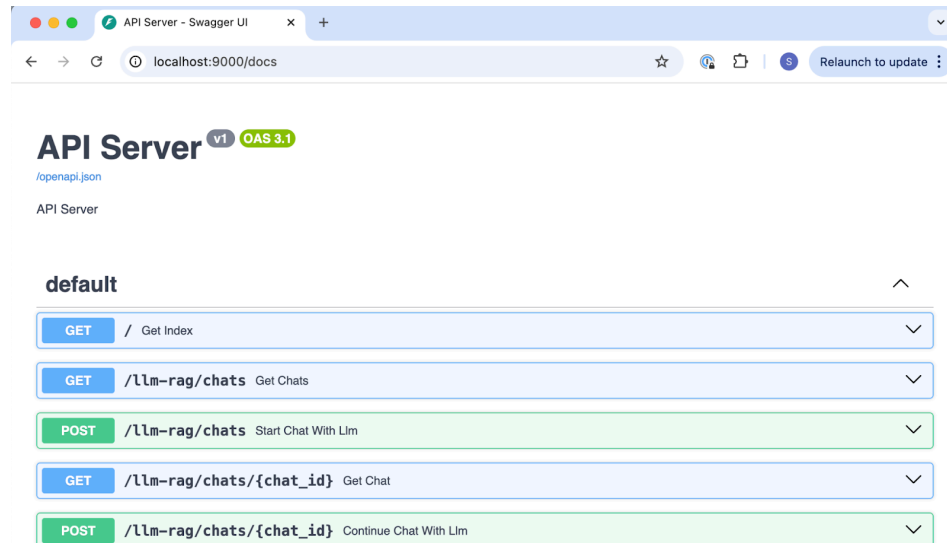 API Server - Swagger UI
localhost:9000/docs
S
Relaunch to update
API Server v1 OAS 3.1
/openapi.json
API Server
default
GET / Get Index
GET /llm-rag/chats Get Chats
POST /llm-rag/chats Start Chat With Llm
GET /llm-rag/chats/{chat_id} Get Chat
POST /llm-rag/chats/{chat_id} Continue Chat With Llm